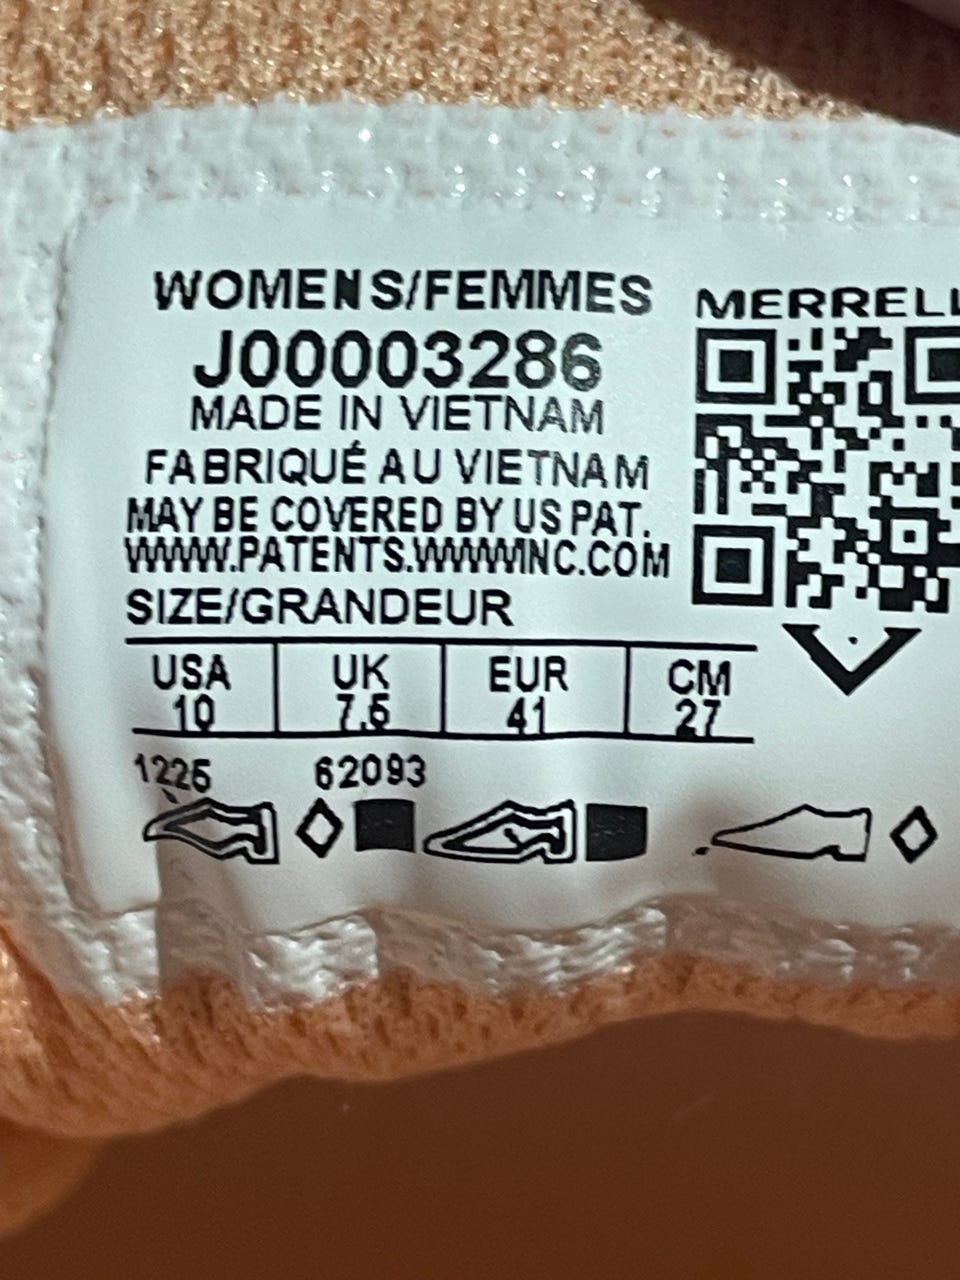 WOMENS/FEMMES
J00003286
MADE IN VIETNAM
FABRIQUÉ AU VIETNAM
MAY BE COVERED BY US PAT.
WWW.PATENTS.WWWINC.COM
SIZE/GRANDEUR
USA UK EUR CM
10 7.5 41 27
1225 62093
MERRELL